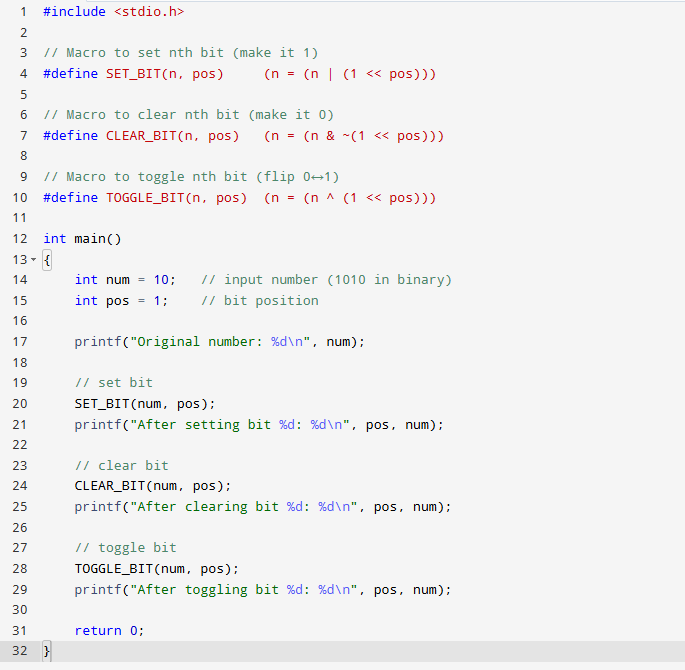 1 #include <stdio.h>
2
3 // Macro to set nth bit (make it 1)
4 #define SET_BIT(n, pos)     (n = (n | (1 << pos)))
5
6 // Macro to clear nth bit (make it 0)
7 #define CLEAR_BIT(n, pos)   (n = (n & ~(1 << pos)))
8
9 // Macro to toggle nth bit (flip 0↔1)
10 #define TOGGLE_BIT(n, pos)  (n = (n ^ (1 << pos)))
11
12 int main()
13 {
14     int num = 10;   // input number (1010 in binary)
15     int pos = 1;    // bit position
16
17     printf("Original number: %d\n", num);
18
19     // set bit
20     SET_BIT(num, pos);
21     printf("After setting bit %d: %d\n", pos, num);
22
23     // clear bit
24     CLEAR_BIT(num, pos);
25     printf("After clearing bit %d: %d\n", pos, num);
26
27     // toggle bit
28     TOGGLE_BIT(num, pos);
29     printf("After toggling bit %d: %d\n", pos, num);
30
31     return 0;
32 }